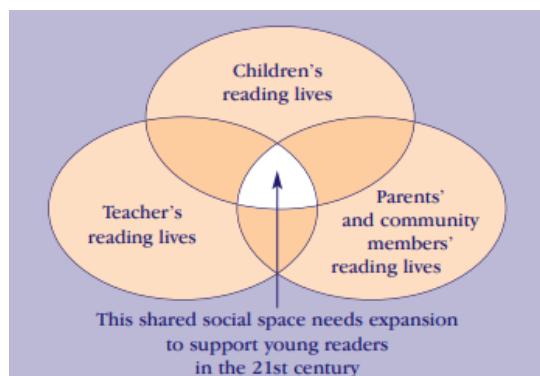 Children's
reading lives
Teacher's
reading lives
Parents'
and community
members'
reading lives
This shared social space needs expansion
to support young readers
in the 21st century